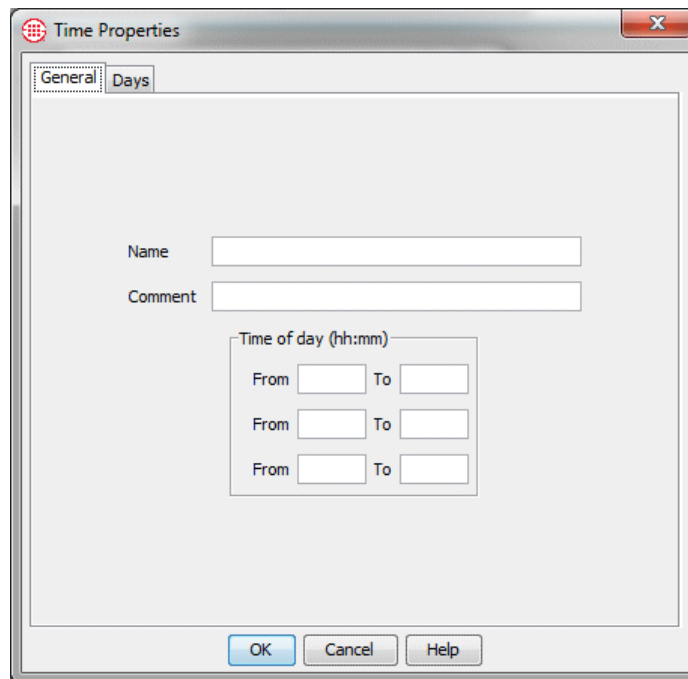 Time Properties
General Days
Name
Comment
Time of day (hh:mm)
From To
From To
From To
OK Cancel Help